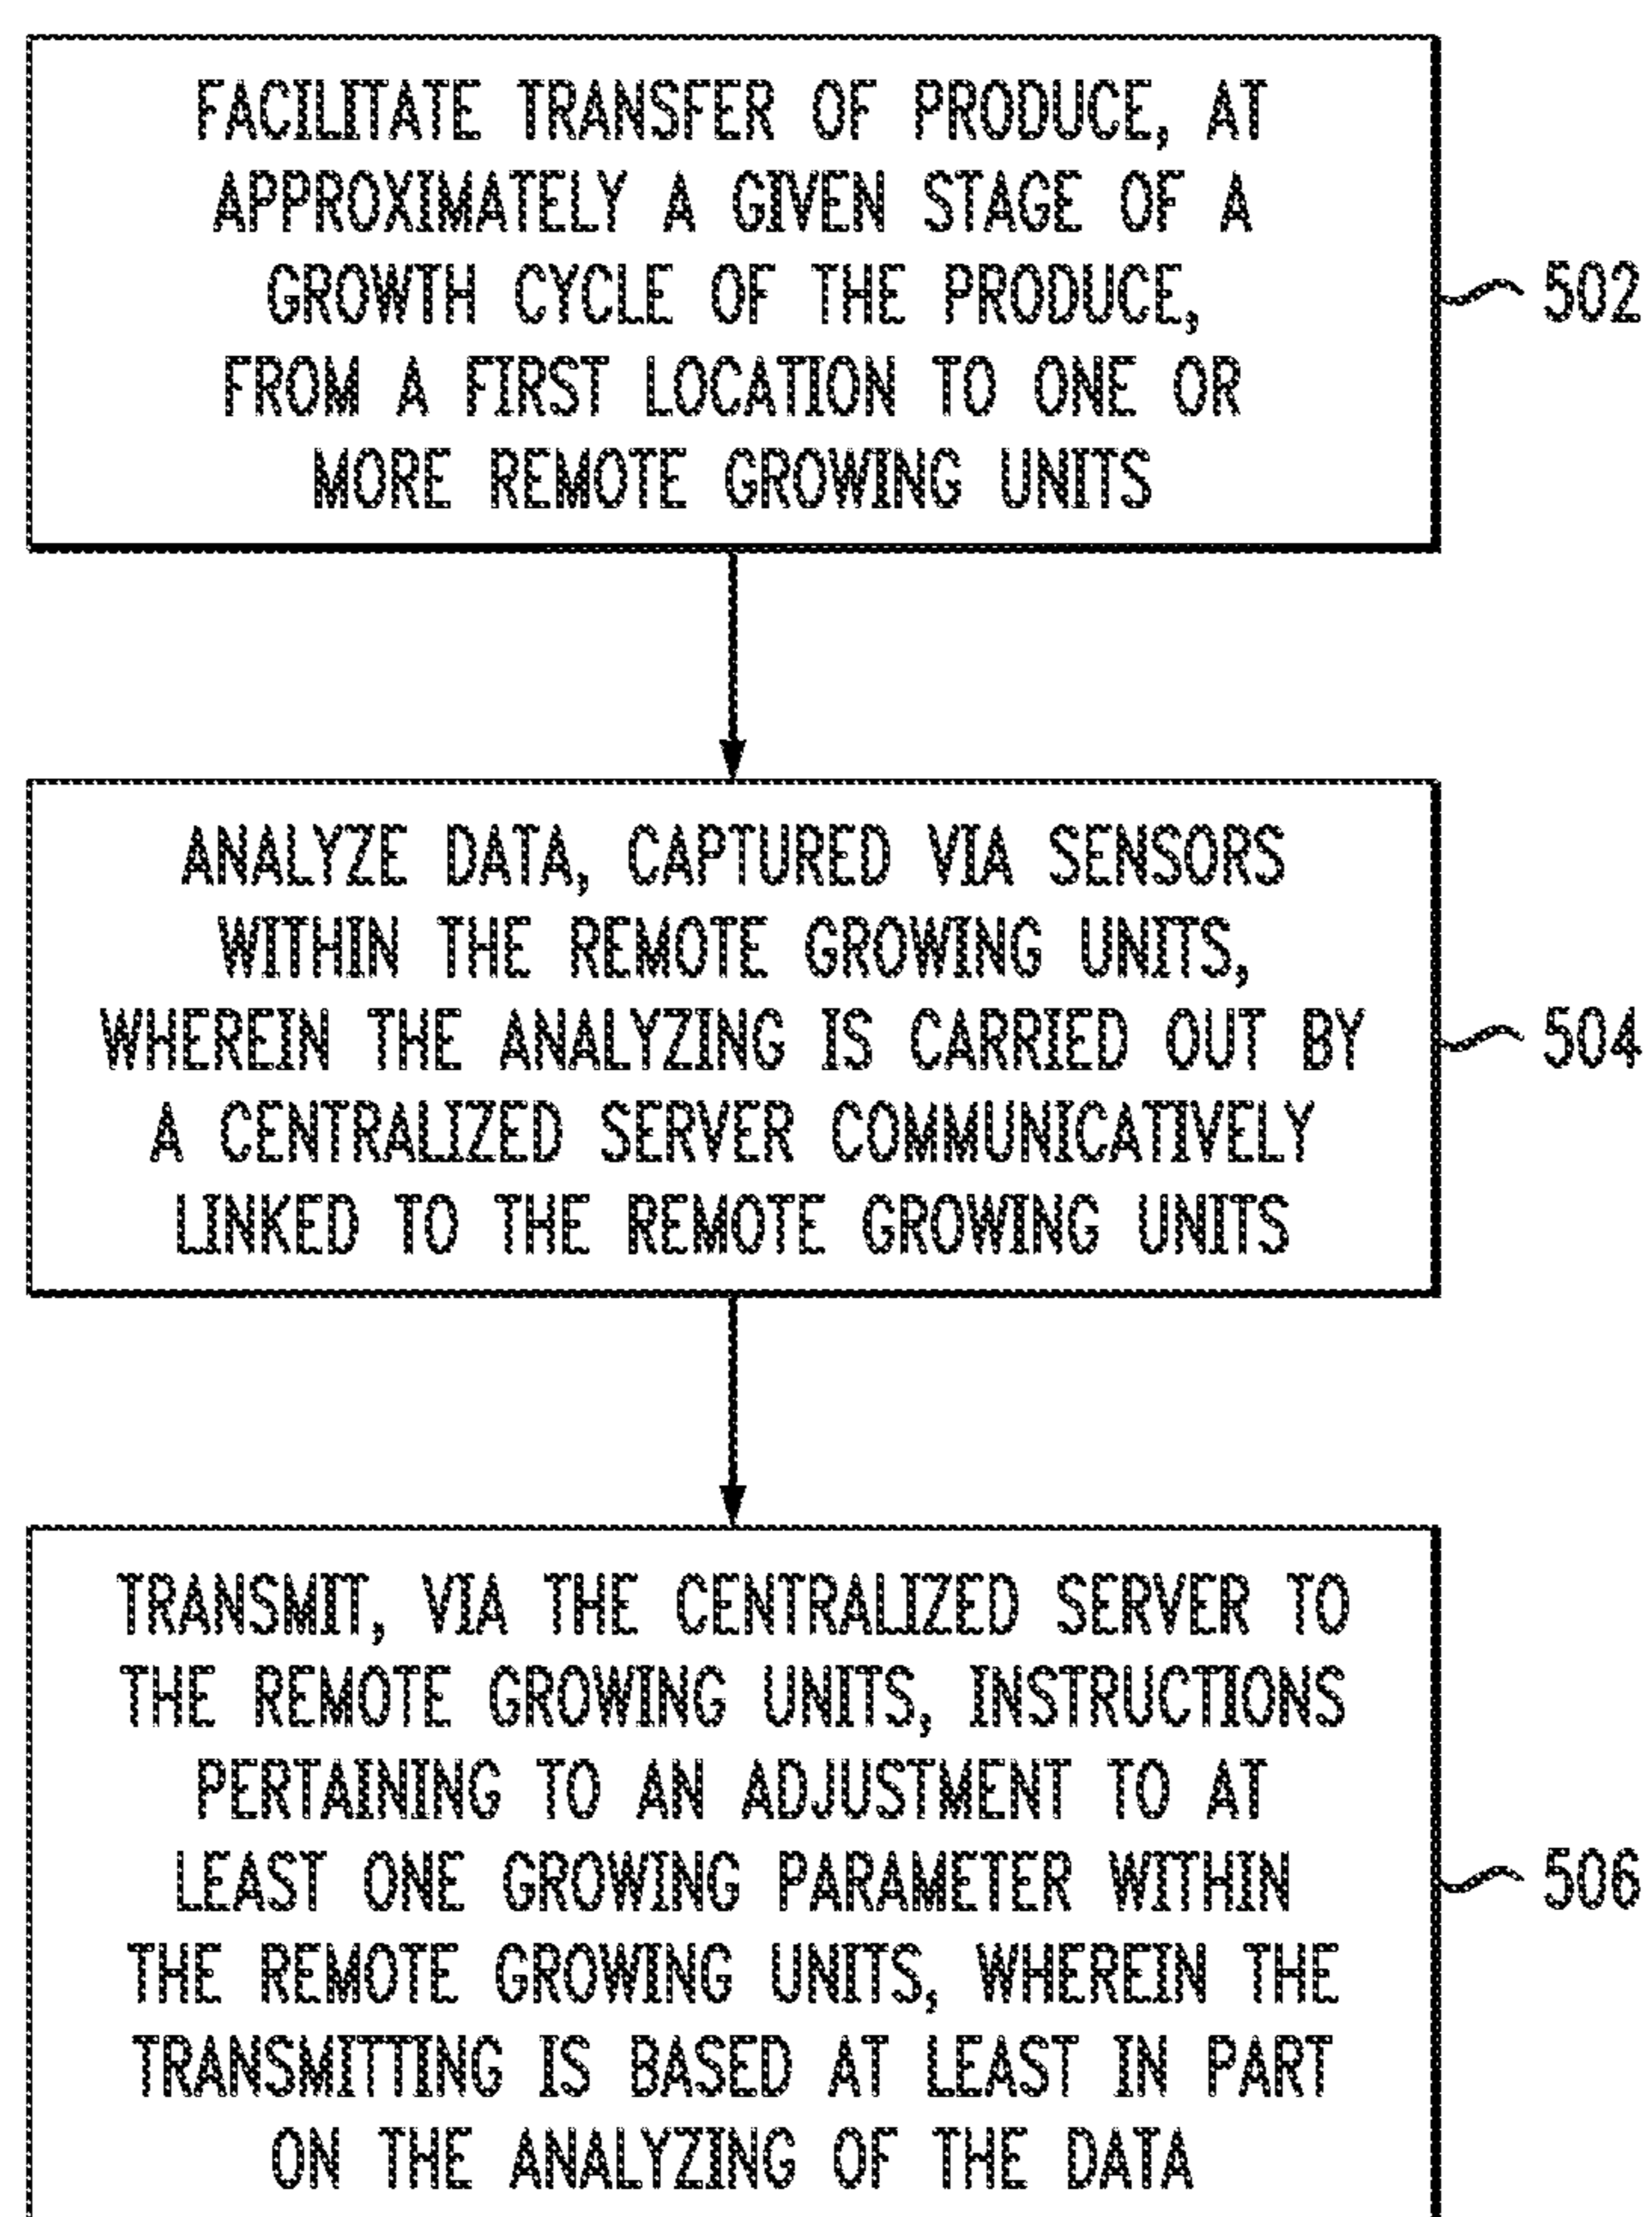 FACILITATE TRANSFER OF PRODUCE, AT
APPROXIMATELY A GIVEN STAGE OF A
GROWTH CYCLE OF THE PRODUCE,
FROM A FIRST LOCATION TO ONE OR
MORE REMOTE GROWING UNITS
502
ANALYZE DATA, CAPTURED VIA SENSORS
WITHIN THE REMOTE GROWING UNITS,
WHEREIN THE ANALYZING IS CARRIED OUT BY
A CENTRALIZED SERVER COMMUNICATIVELY
LINKED TO THE REMOTE GROWING UNITS
504
TRANSMIT, VIA THE CENTRALIZED SERVER TO
THE REMOTE GROWING UNITS, INSTRUCTIONS
PERTAINING TO AN ADJUSTMENT TO AT
LEAST ONE GROWING PARAMETER WITHIN
THE REMOTE GROWING UNITS, WHEREIN THE
TRANSMITTING IS BASED AT LEAST IN PART
ON THE ANALYZING OF THE DATA
506